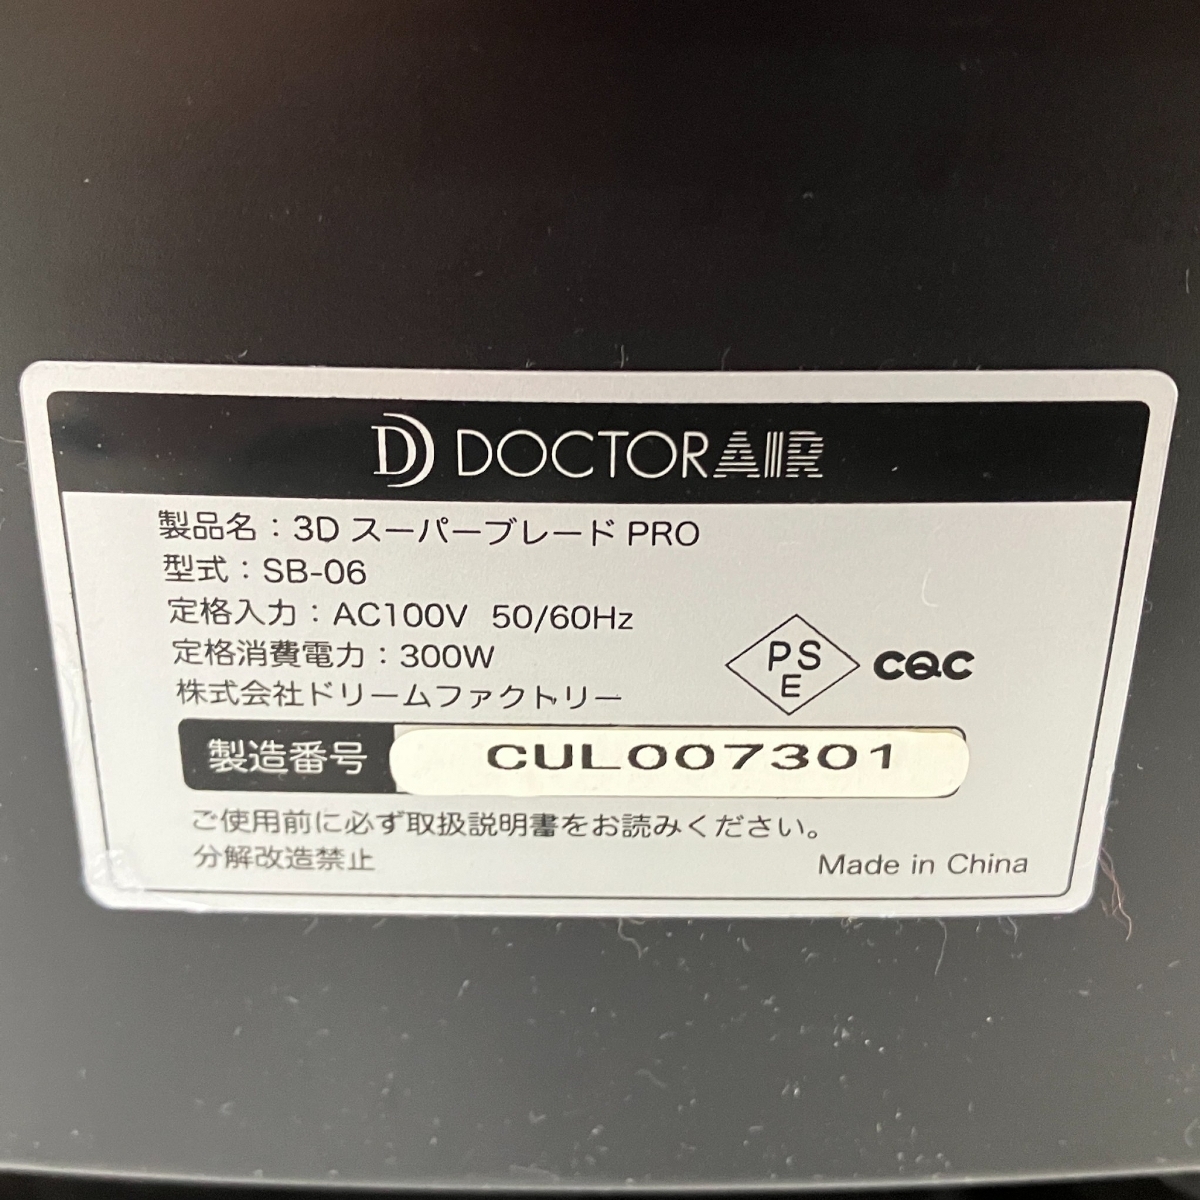 DOCTORAIR
製品名：3D スーパーブレード PRO
型式：SB-06
定格入力：AC100V 50/60Hz
定格消費電力：300W
株式会社ドリームファクトリー
PS
E
CQC
製造番号 CUL007301
ご使用前に必ず取扱説明書をお読みください。
分解改造禁止
Made in China